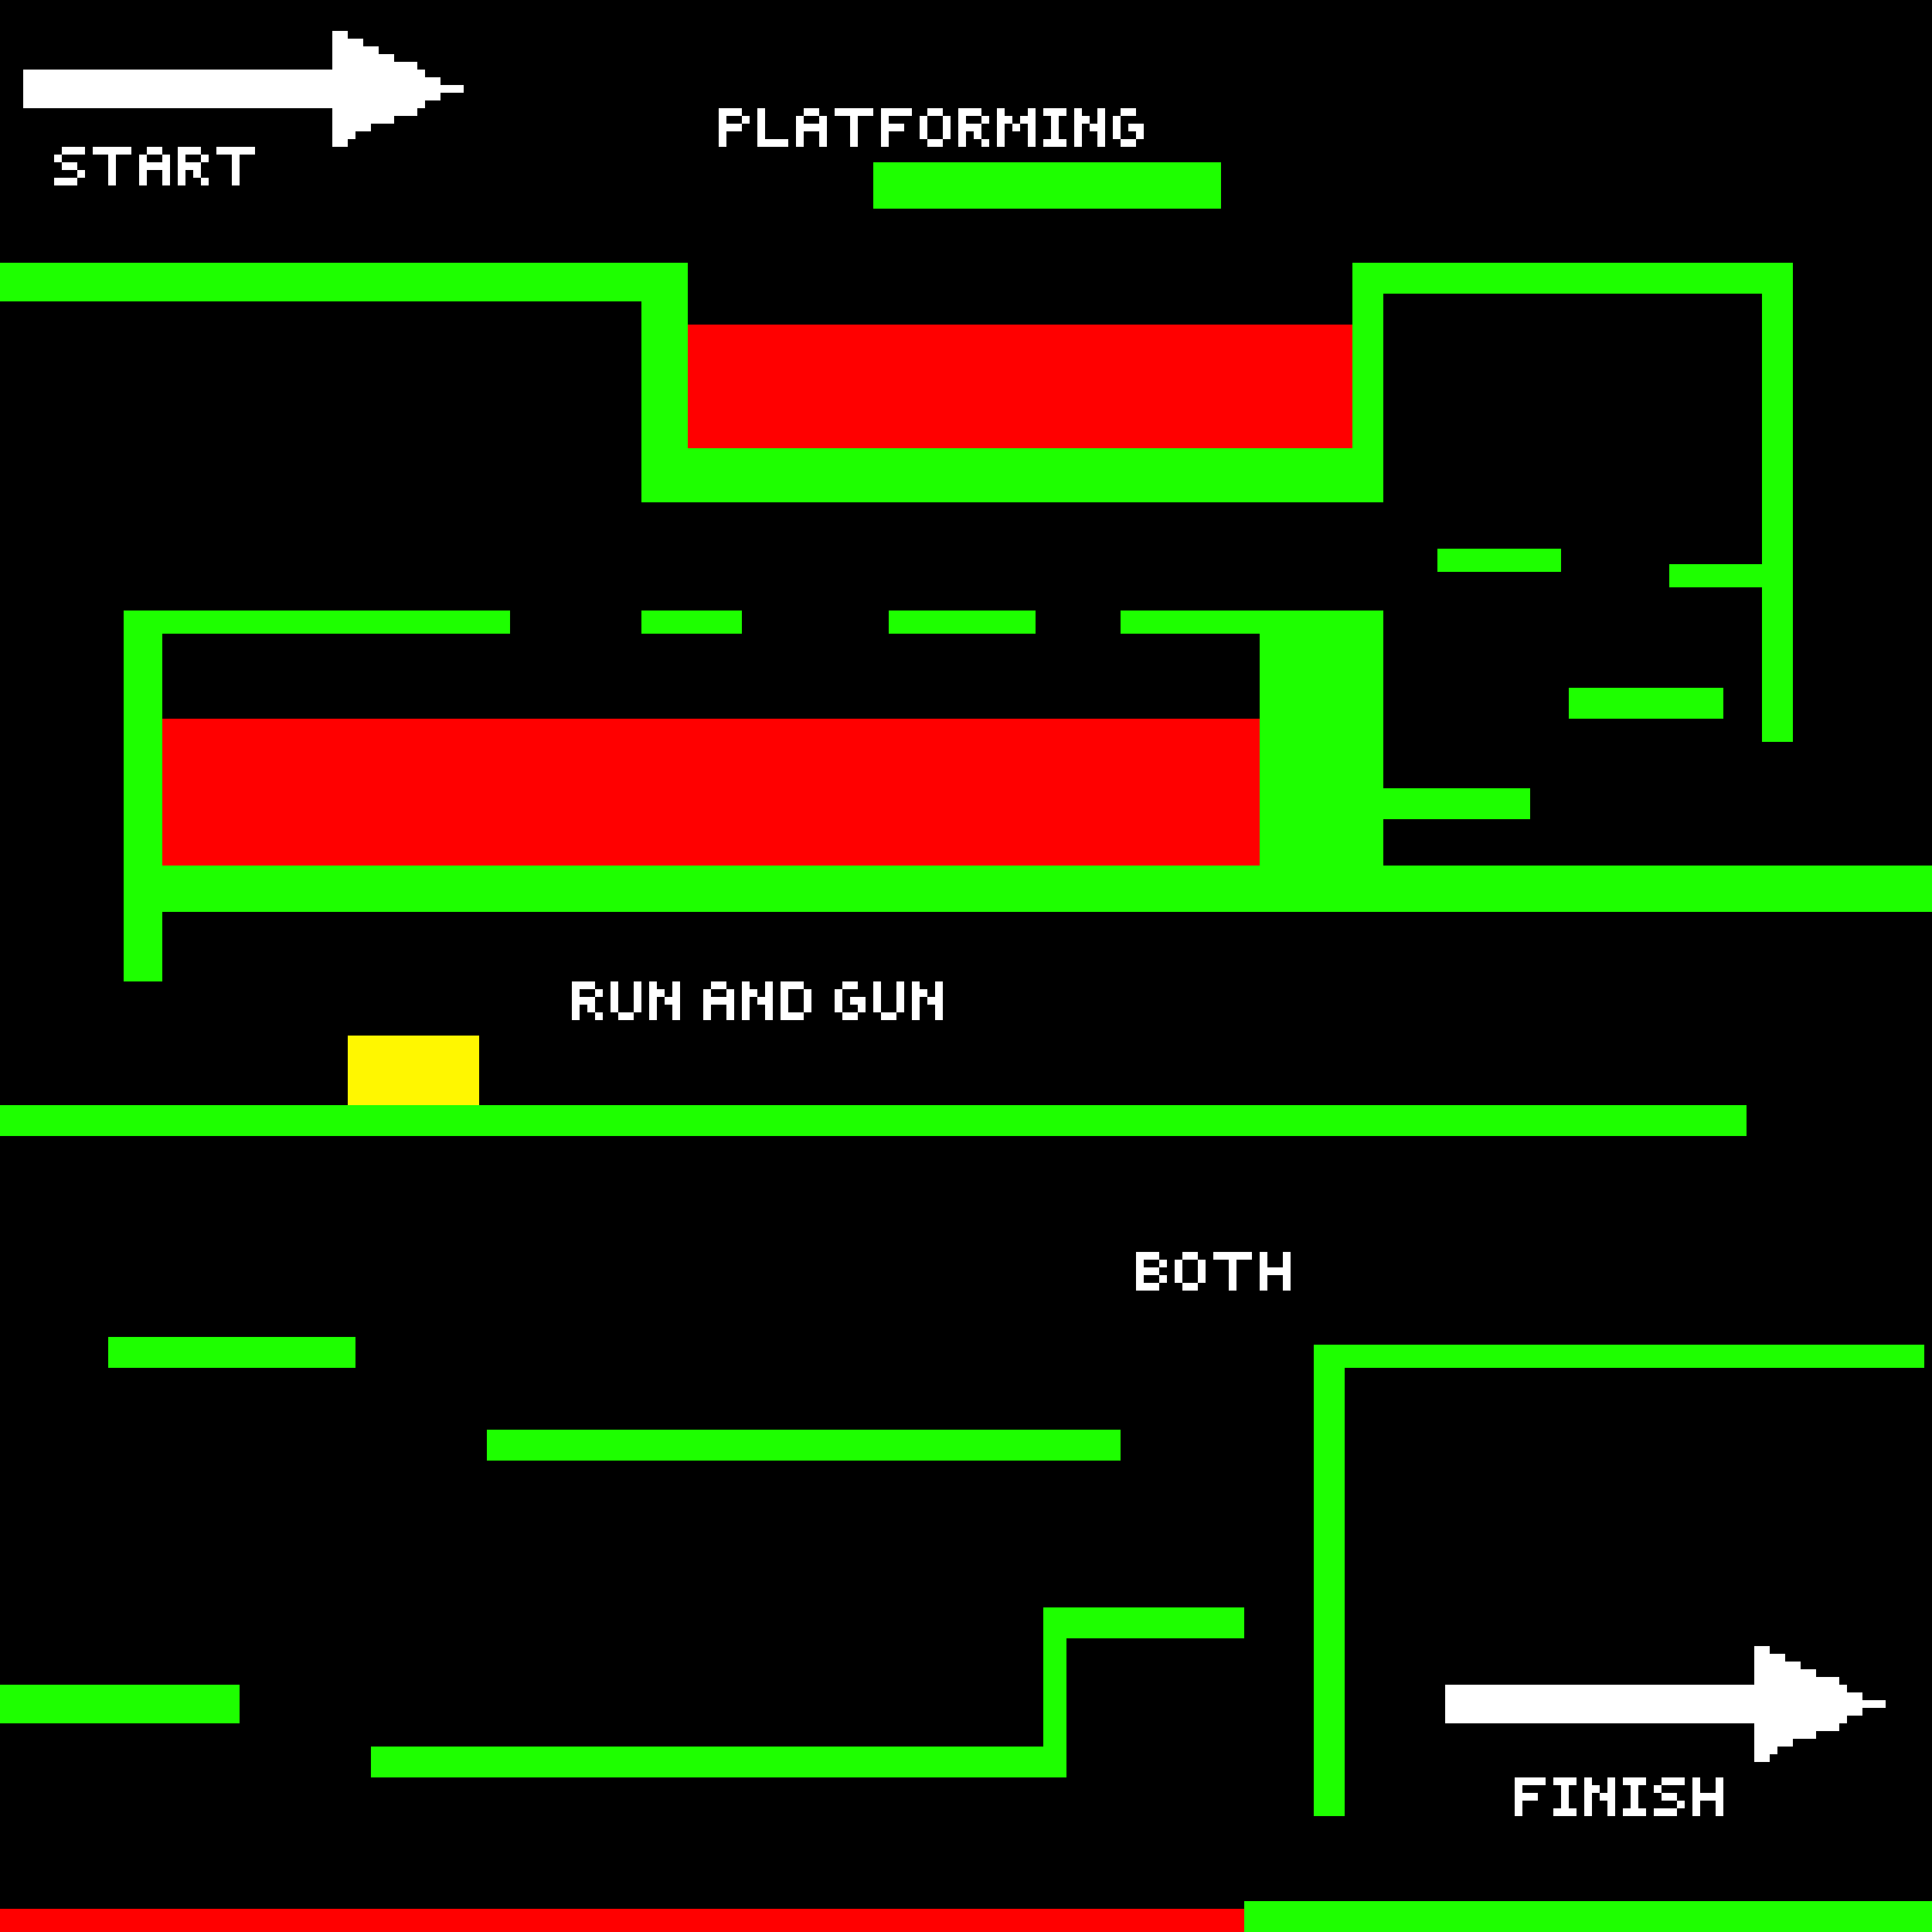 START
PLATFORMING
RUN AND GUN
BOTH
FINISH